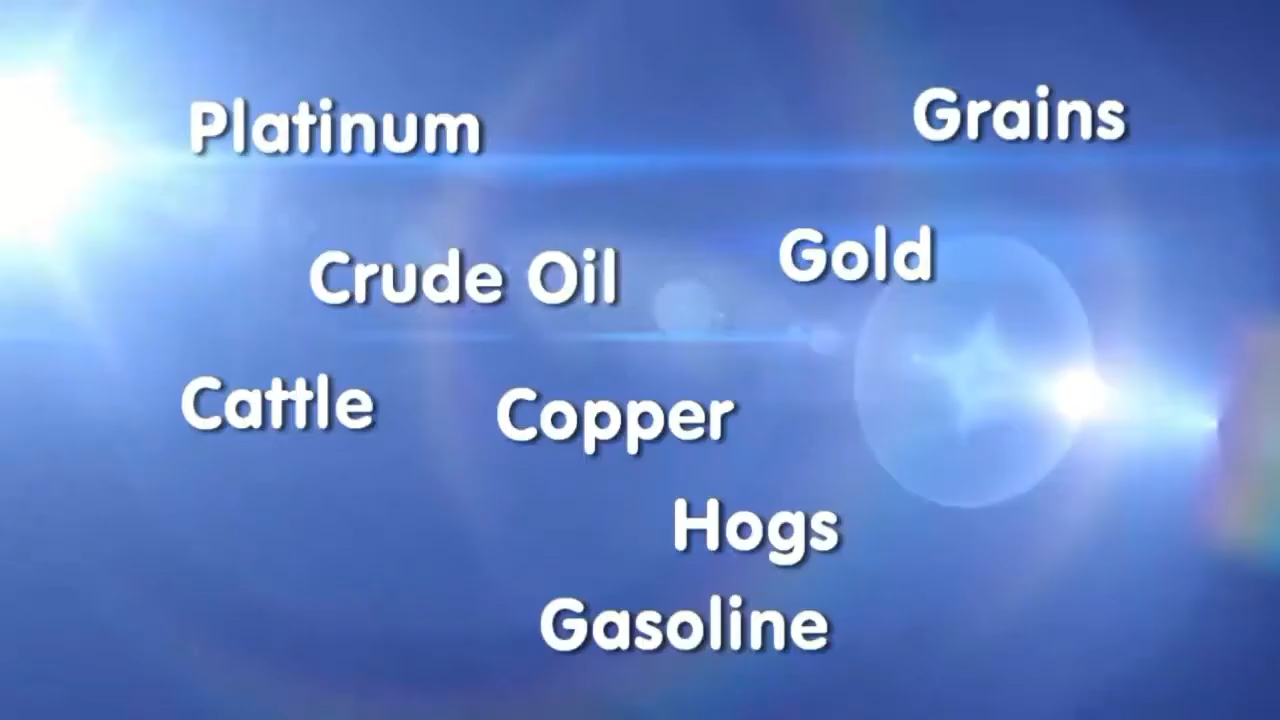 Platinum
Grains
Crude Oil
Gold
Cattle
Copper
Hogs
Gasoline